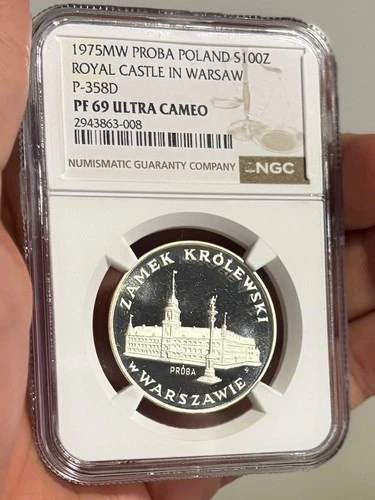 1975MW PROBA POLAND S100Z
ROYAL CASTLE IN WARSAW
P-358D
PF 69 ULTRA CAMEO
2943863-008
NUMISMATIC GUARANTY COMPANY NGC
ZAMEK KRÓLEWSKI
PRÓBA
W WARSZAWIE